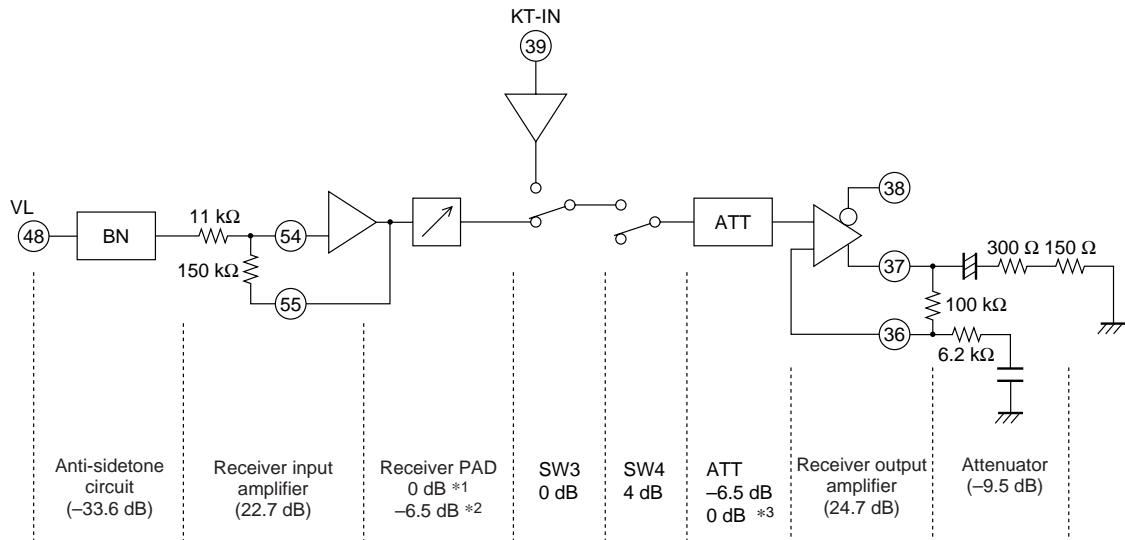 KT-IN
39
VL
48
BN
11 kΩ
150 kΩ
54
55
ATT
38
37
36
300 Ω 150 Ω
100 kΩ
6.2 kΩ
Anti-sidetone
circuit
(–33.6 dB)
Receiver input
amplifier
(22.7 dB)
Receiver PAD
0 dB *1
–6.5 dB *2
SW3
0 dB
SW4
4 dB
ATT
–6.5 dB
0 dB *3
Receiver output
amplifier
(24.7 dB)
Attenuator
(–9.5 dB)